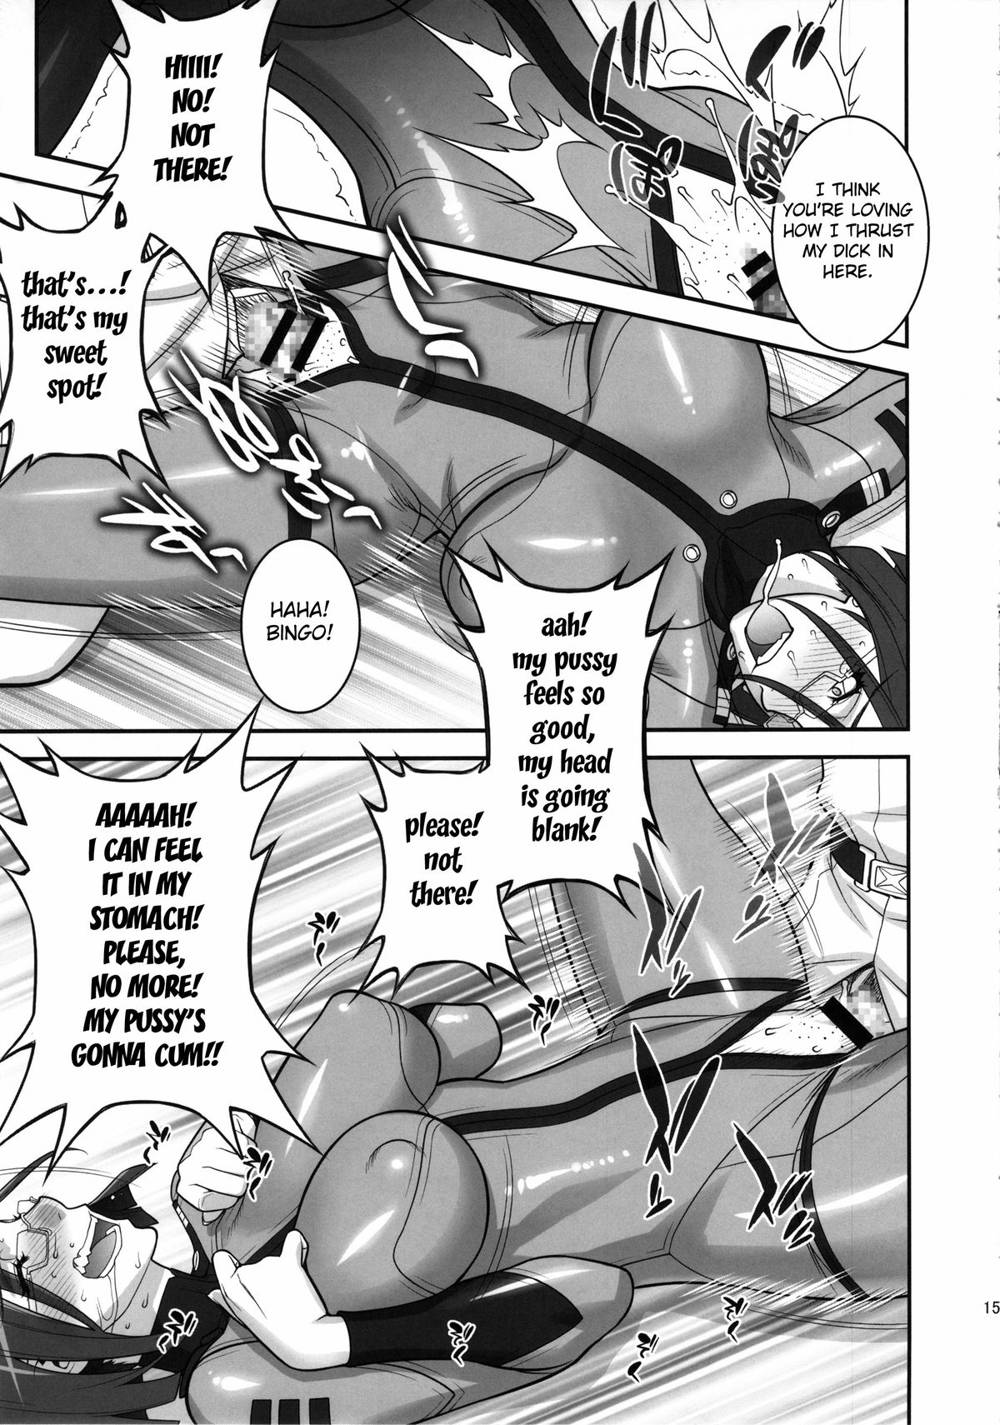 I THINK
YOU'RE LOVING
HOW I THRUST
MY DICK IN
HERE.
HIIII!
NO!
NOT
THERE!
that's...!
that's my
sweet
spot!
HAHA!
BINGO!
aah!
my pussy
feels so
good,
my head
is going
blank!
please!
not
there!
AAAAAH!
I CAN FEEL
IT IN MY
STOMACH!
PLEASE,
NO MORE!
MY PUSSY'S
GONNA CUM!!
15